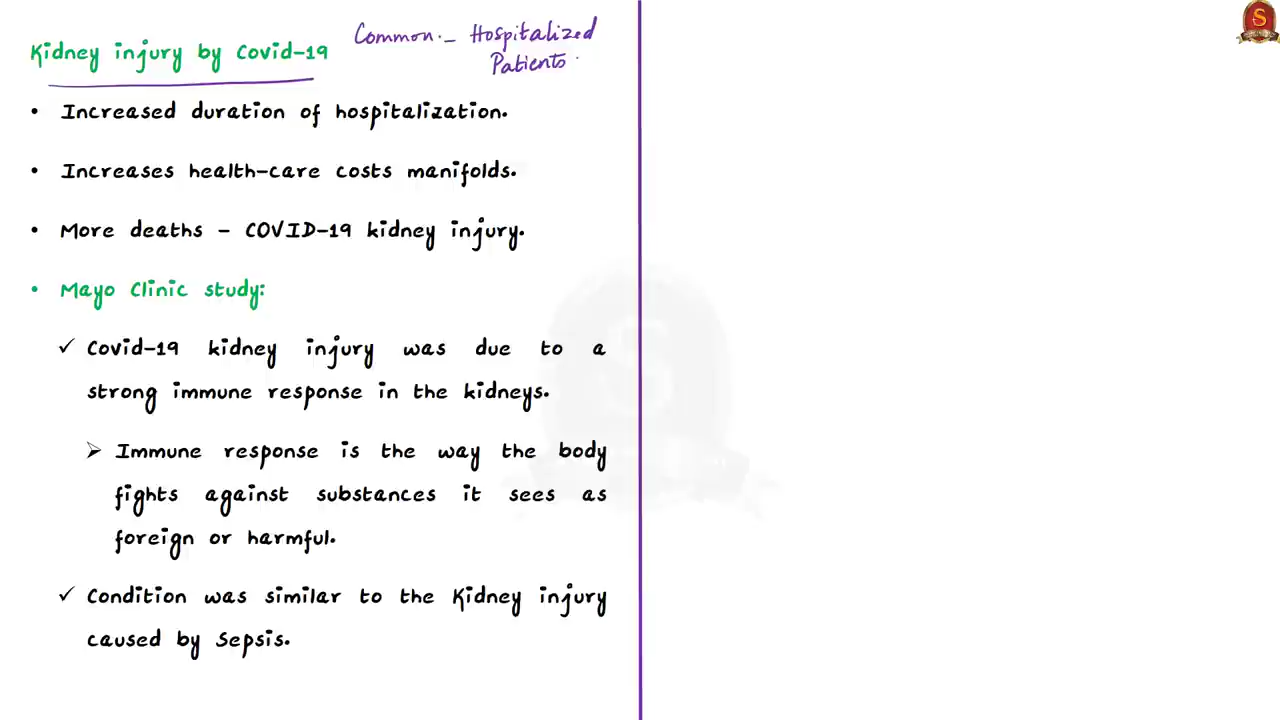 Kidney injury by Covid-19
Common - Hospitalized
Patients
• Increased duration of hospitalization.
• Increases health-care costs manifolds.
• More deaths - COVID-19 kidney injury.
• Mayo Clinic study:
✓ Covid-19 kidney injury was due to a
strong immune response in the kidneys.
➢ Immune response is the way the body
fights against substances it sees as
foreign or harmful.
✓ Condition was similar to the Kidney injury
caused by Sepsis.
S